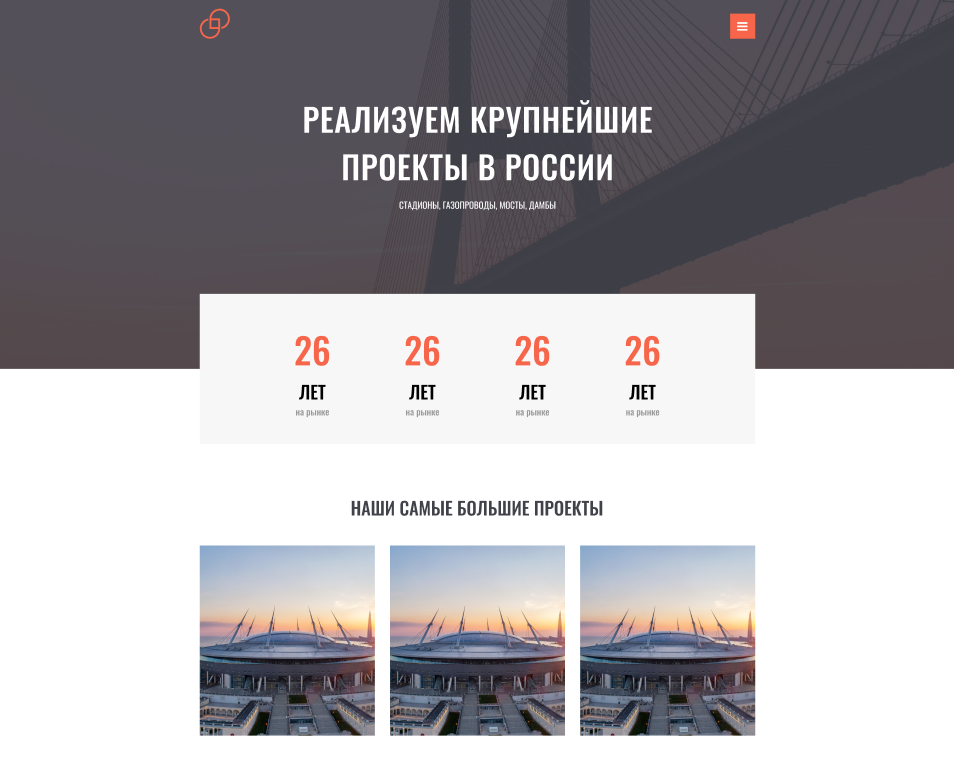 РЕАЛИЗУЕМ КРУПНЕЙШИЕ
ПРОЕКТЫ В РОССИИ
СТАДИОНЫ, ГАЗОПРОВОДЫ, МОСТЫ, ДАМБЫ
26 26 26 26
ЛЕТ ЛЕТ ЛЕТ ЛЕТ
на рынке на рынке на рынке на рынке
НАШИ САМЫЕ БОЛЬШИЕ ПРОЕКТЫ